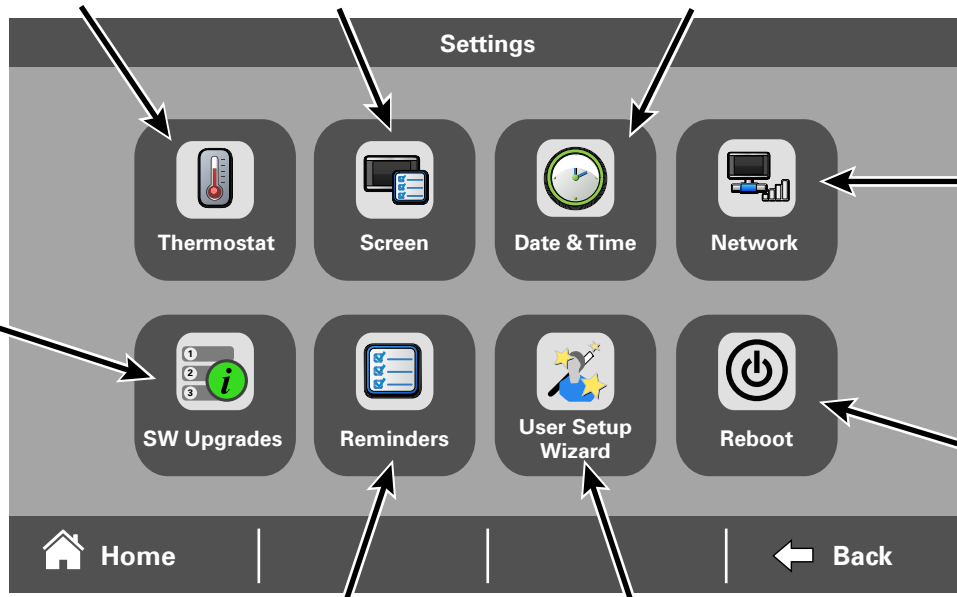 Settings
Thermostat
Screen
Date & Time
Network
1
2
3
i
SW Upgrades
Reminders
User Setup
Wizard
Reboot
Home
Back